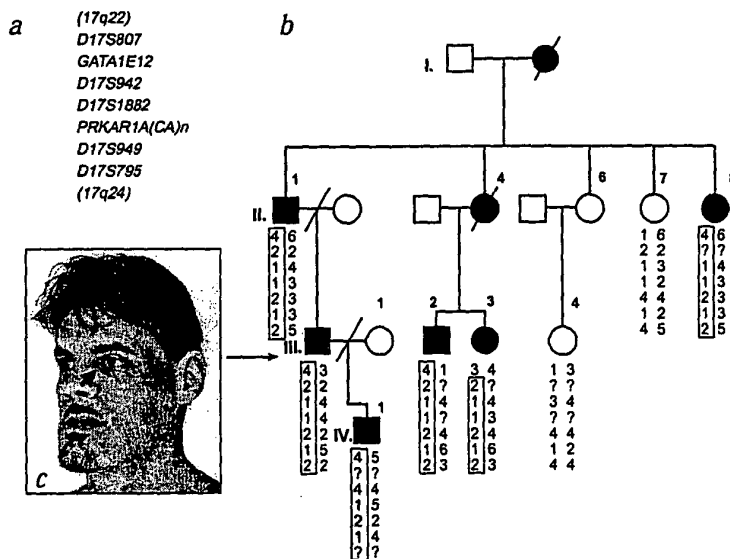 a
(17q22)
D17S807
GATA1E12
D17S942
D17S1882
PRKAR1A(CA)n
D17S949
D17S795
(17q24)
b
I.
1 4 6 7
II.
4 6 1 6 4 6
2 2 2 2 ? ?
1 4 1 3 1 4
1 3 1 2 1 3
2 3 4 4 2 3
1 3 1 2 1 3
2 5 4 5 2 5
1 2 3 4
III.
4 3 4 1 3 4 1 3
2 2 2 ? 2 ? ? ?
1 4 1 4 1 4 3 4
1 4 1 ? 1 3 ? 4
2 2 2 4 2 4 4 4
1 5 1 6 1 6 1 2
2 2 2 3 2 3 4 4
1
IV.
4 5
? ?
4 4
1 5
2 2
1 4
? ?
C